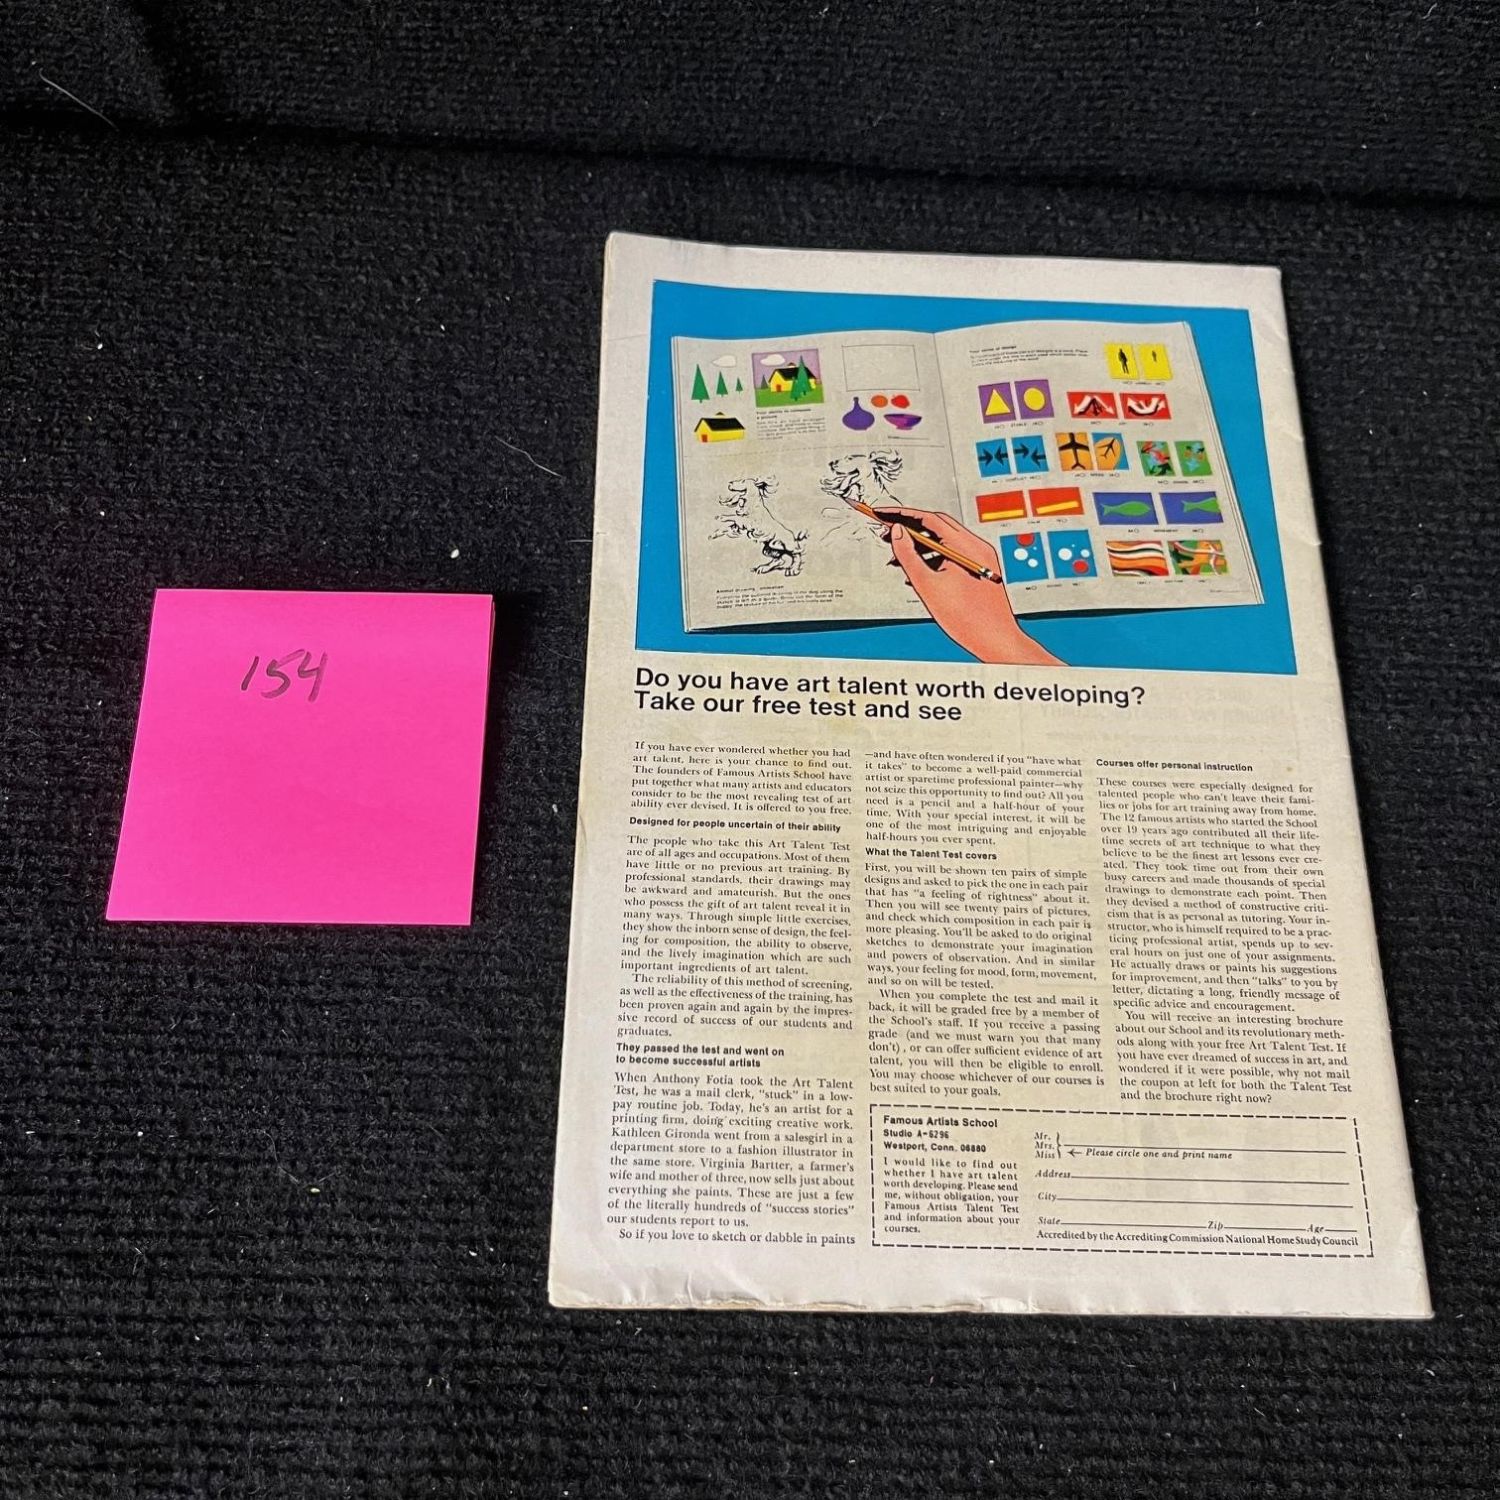 154
Do you have art talent worth developing?
Take our free test and see
If you have ever wondered whether you had
art talent, here is your chance to find out.
The founders of Famous Artists School have
put together what many artists and educators
consider to be the most revealing test of art
ability ever devised. It is offered to you free.
Designed for people uncertain of their ability
The people who take this Art Talent Test
are of all ages and occupations. Most of them
have little or no previous art training. By
professional standards, their drawings may
be awkward and amateurish. But the ones
who possess the gift of art talent reveal it in
many ways. Through simple little exercises,
they show the inborn sense of design, the feel-
ing for composition, the ability to observe,
and the lively imagination which are such
important ingredients of art talent.
The reliability of this method of screening,
as well as the effectiveness of the training, has
been proven again and again by the impres-
sive record of success of our students and
graduates.
They passed the test and went on
to become successful artists
When Anthony Fotia took the Art Talent
Test, he was a mail clerk, "stuck" in a low-
pay routine job. Today, he's an artist for a
printing firm, doing exciting creative work.
Kathleen Gironda went from a salesgirl in a
department store to a fashion illustrator in
the same store. Virginia Bartter, a farmer's
wife and mother of three, now sells just about
everything she paints. These are just a few
of the literally hundreds of "success stories"
our students report to us.
So if you love to sketch or dabble in paints
—and have often wondered if you "have what
it takes" to become a well-paid commercial
artist or sparetime professional painter—why
not seize this opportunity to find out? All you
need is a pencil and a half-hour of your
time. With your special interest, it will be
one of the most intriguing and enjoyable
half-hours you ever spent.
What the Talent Test covers
First, you will be shown ten pairs of simple
designs and asked to pick the one in each pair
that has "a feeling of rightness" about it.
Then you will see twenty pairs of pictures,
and check which composition in each pair is
more pleasing. You'll be asked to do original
sketches to demonstrate your imagination
and powers of observation. And in similar
ways, your feeling for mood, form, movement,
and so on will be tested.
When you complete the test and mail it
back, it will be graded free by a member of
the School's staff. If you receive a passing
grade (and we must warn you that many
don't), or can offer sufficient evidence of art
talent, you will then be eligible to enroll.
You may choose whichever of our courses is
best suited to your goals.
Courses offer personal instruction
These courses were especially designed for
talented people who can't leave their fami-
lies or jobs for art training away from home.
The 12 famous artists who started the School
over 19 years ago contributed all their life-
time secrets of art technique to what they
believe to be the finest art lessons ever cre-
ated. They took time out from their own
busy careers and made thousands of special
drawings to demonstrate each point. Then
they devised a method of constructive criti-
cism that is as personal as tutoring. Your in-
structor, who is himself required to be a prac-
ticing professional artist, spends up to sev-
eral hours on just one of your assignments.
He actually draws or paints his suggestions
for improvement, and then "talks" to you by
letter, dictating a long, friendly message of
specific advice and encouragement.
You will receive an interesting brochure
about our School and its revolutionary meth-
ods along with your free Art Talent Test. If
you have ever dreamed of success in art, and
wondered if it were possible, why not mail
the coupon at left for both the Talent Test
and the brochure right now?
Famous Artists School
Studio A-6296
Westport, Conn. 06880
I would like to find out
whether I have art talent
worth developing. Please send
me, without obligation, your
Famous Artists Talent Test
and information about your
courses.
Mr.
Mrs.
Miss ← Please circle one and print name
Address
City
State Zip Age
Accredited by the Accrediting Commission National Home Study Council